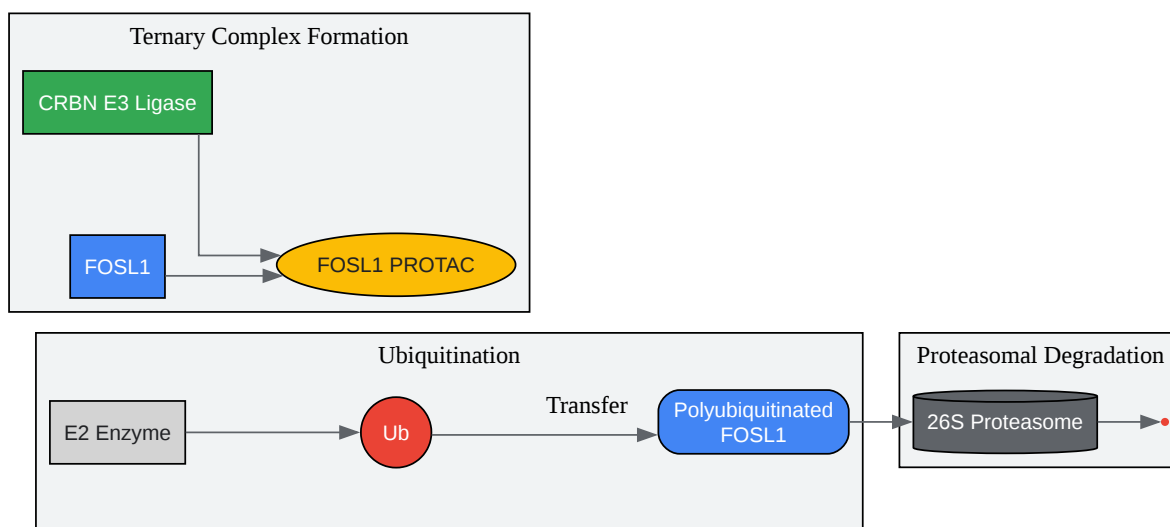 Ternary Complex Formation
CRBN E3 Ligase
FOSL1
FOSL1 PROTAC
Ubiquitination
E2 Enzyme
Ub
Transfer
Polyubiquitinated
FOSL1
Proteasomal Degradation
26S Proteasome